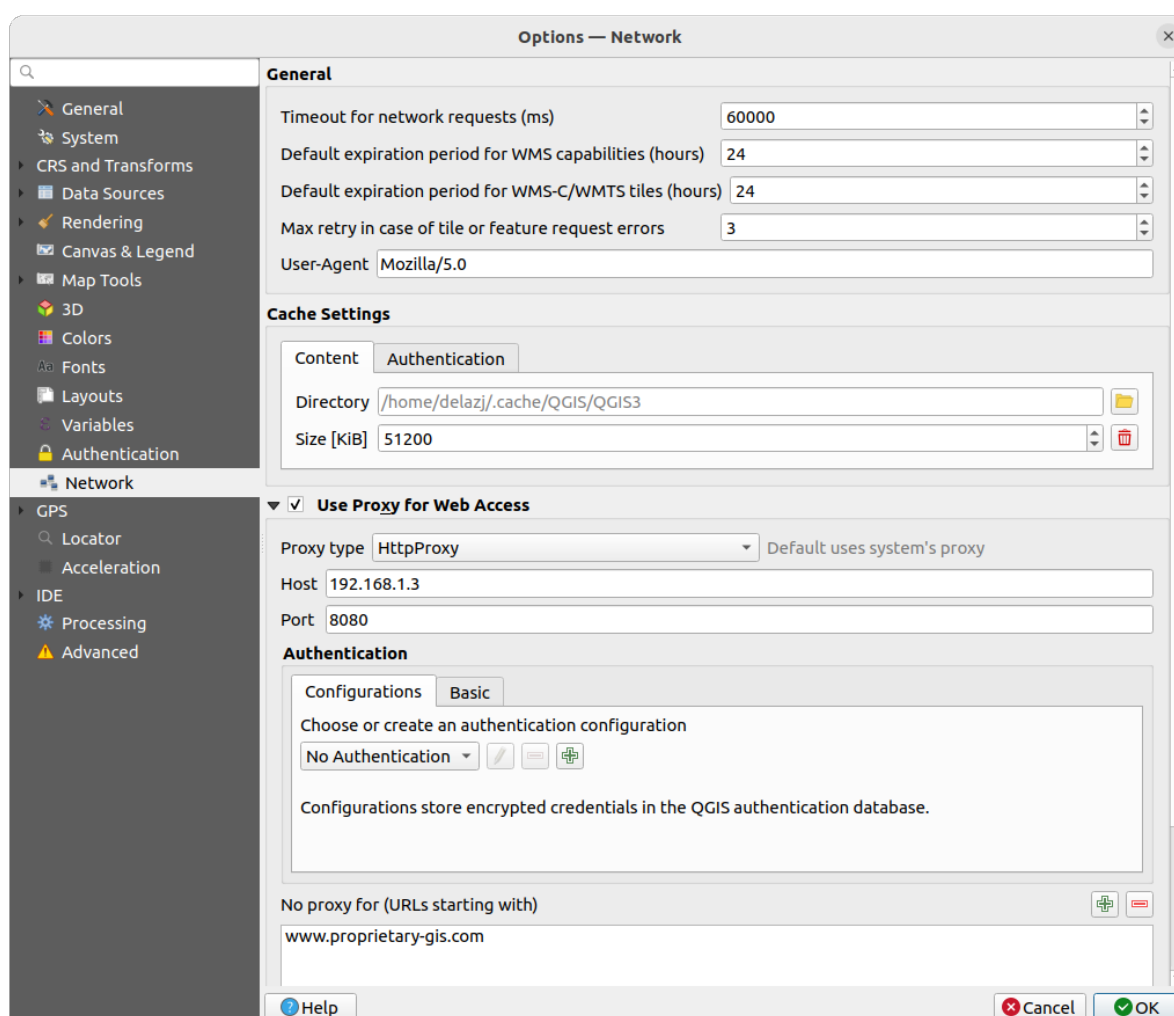 Options — Network
General
System
CRS and Transforms
Data Sources
Rendering
Canvas & Legend
Map Tools
3D
Colors
Fonts
Layouts
Variables
Authentication
Network
GPS
Locator
Acceleration
IDE
Processing
Advanced
General
Timeout for network requests (ms) 60000
Default expiration period for WMS capabilities (hours) 24
Default expiration period for WMS-C/WMTS tiles (hours) 24
Max retry in case of tile or feature request errors 3
User-Agent Mozilla/5.0
Cache Settings
Content Authentication
Directory /home/delazj/.cache/QGIS/QGIS3
Size [KiB] 51200
Use Proxy for Web Access
Proxy type HttpProxy Default uses system's proxy
Host 192.168.1.3
Port 8080
Authentication
Configurations Basic
Choose or create an authentication configuration
No Authentication
Configurations store encrypted credentials in the QGIS authentication database.
No proxy for (URLs starting with)
www.proprietary-gis.com
Help Cancel OK